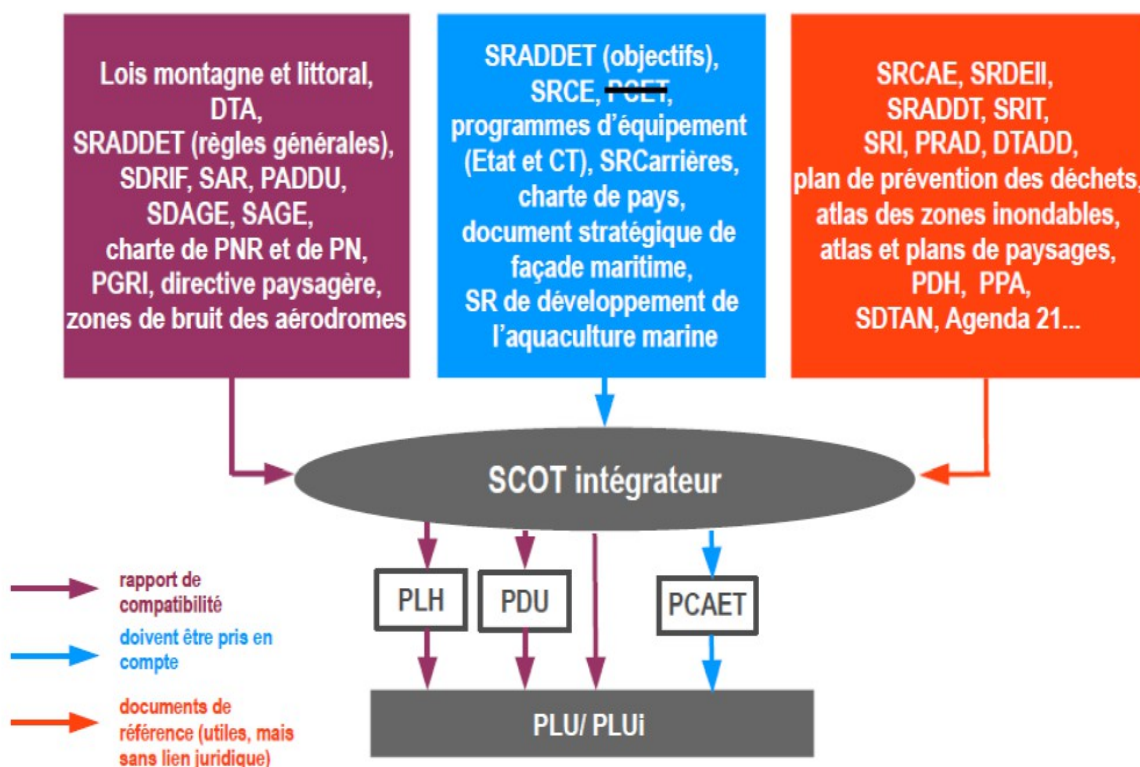 Lois montagne et littoral,
DTA,
SRADDET (règles générales),
SDRIF, SAR, PADDU,
SDAGE, SAGE,
charte de PNR et de PN,
PGRI, directive paysagère,
zones de bruit des aérodromes
SRADDET (objectifs),
SRCE, PCET,
programmes d'équipement
(Etat et CT), SRCarrières,
charte de pays,
document stratégique de
façade maritime,
SR de développement de
l'aquaculture marine
SRCAE, SRDEII,
SRADDT, SRIT,
SRI, PRAD, DTADD,
plan de prévention des déchets,
atlas des zones inondables,
atlas et plans de paysages,
PDH, PPA,
SDTAN, Agenda 21...
SCOT intégrateur
PLH
PDU
PCAET
PLU/ PLUi
rapport de
compatibilité
doivent être pris en
compte
documents de
référence (utiles, mais
sans lien juridique)